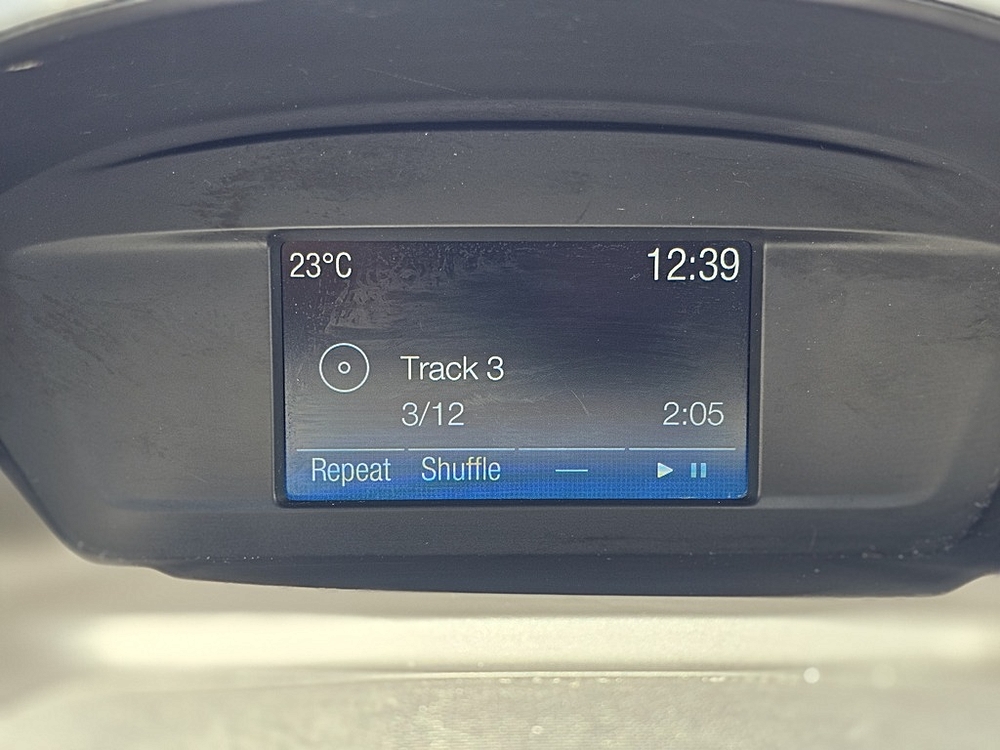 23°C 12:39
Track 3
3/12 2:05
Repeat Shuffle —